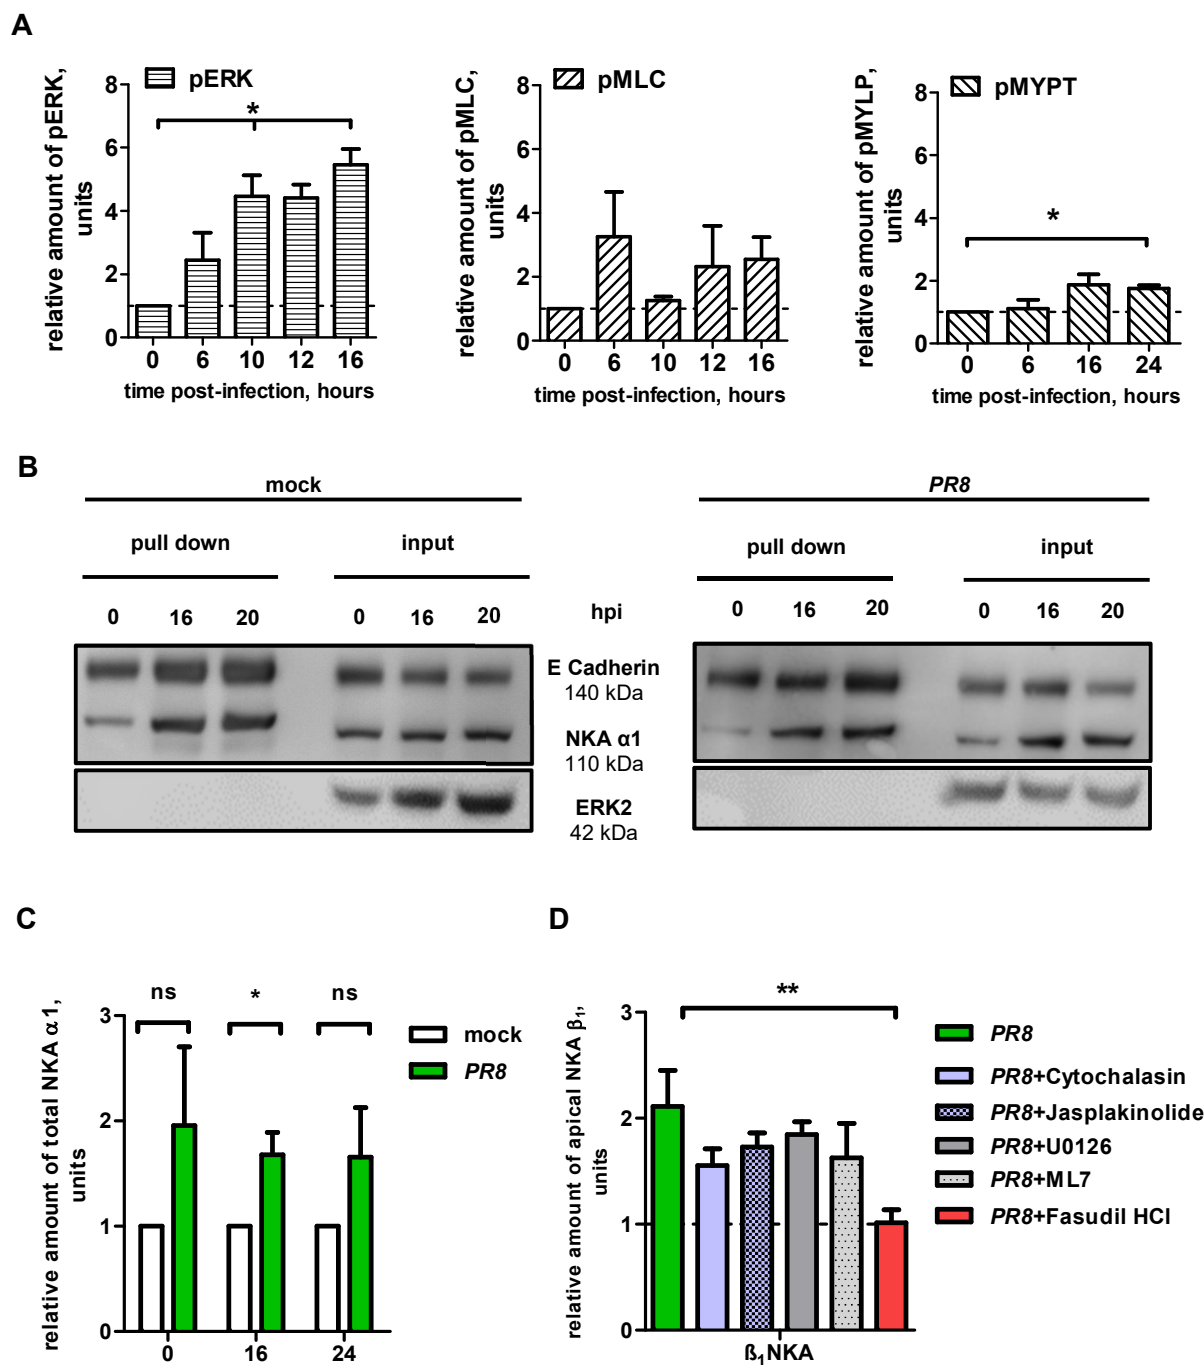 A
relative amount of pERK,
units
pERK
*
8
6
4
2
0
0 6 10 12 16
time post-infection, hours
relative amount of pMLC,
units
pMLC
8
6
4
2
0
0 6 10 12 16
time post-infection, hours
relative amount of pMYLP,
units
pMYPT
*
8
6
4
2
0
0 6 16 24
time post-infection, hours
B
mock
pull down input
0 16 20 0 16 20
hpi
E Cadherin
140 kDa
NKA α1
110 kDa
ERK2
42 kDa
PR8
pull down input
0 16 20 0 16 20
C
relative amount of total NKA α1,
units
ns * ns
3
2
1
0
0 16 24
mock
PR8
D
relative amount of apical NKA β1,
units
**
3
2
1
0
ß1NKA
PR8
PR8+Cytochalasin
PR8+Jasplakinolide
PR8+U0126
PR8+ML7
PR8+Fasudil HCl